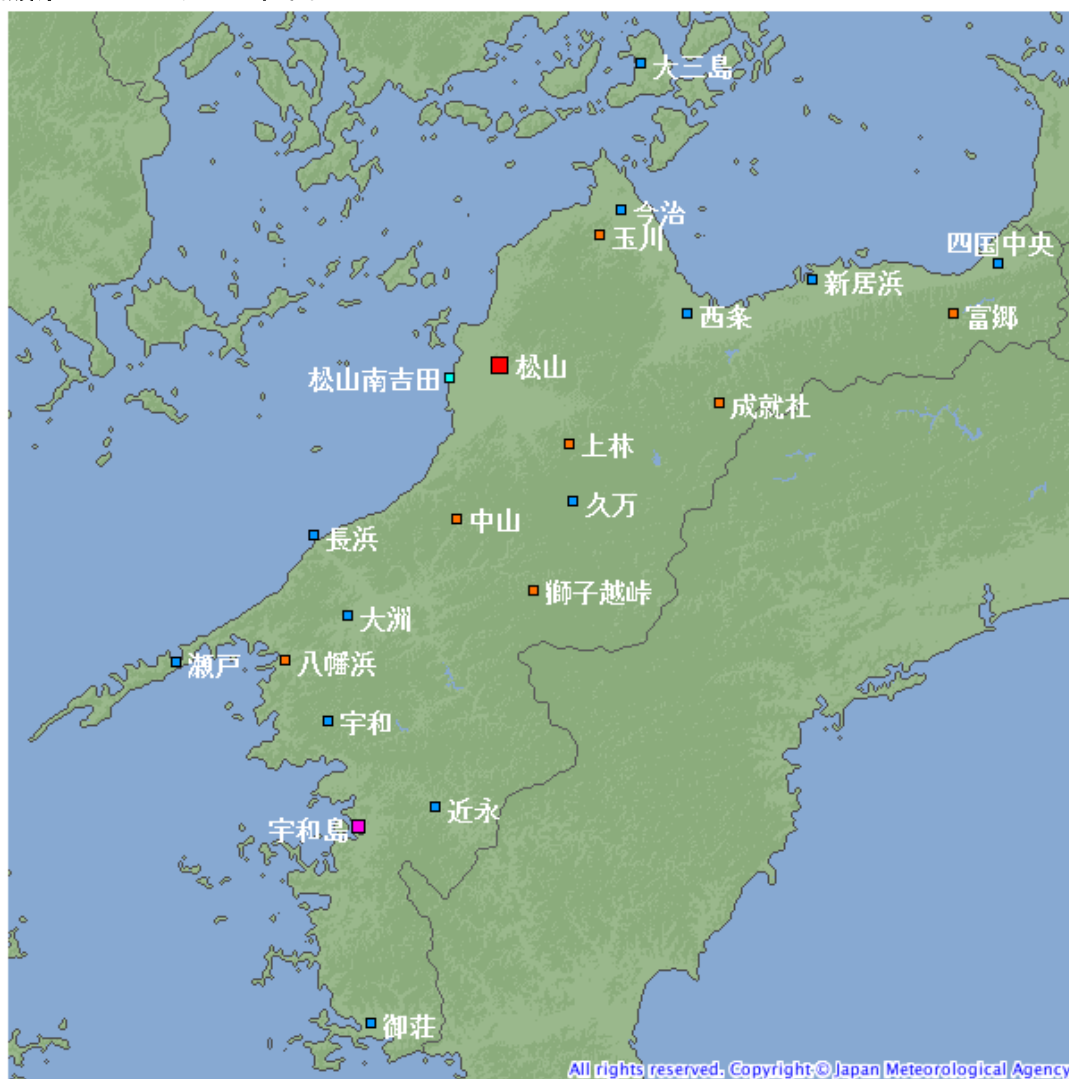 大三島
今治
玉川
四国中央
新居浜
西条
富郷
松山
松山南吉田
成就社
上林
久万
中山
長浜
獅子越峠
大洲
瀬戸
八幡浜
宇和
近永
宇和島
御荘
All rights reserved. Copyright © Japan Meteorological Agency